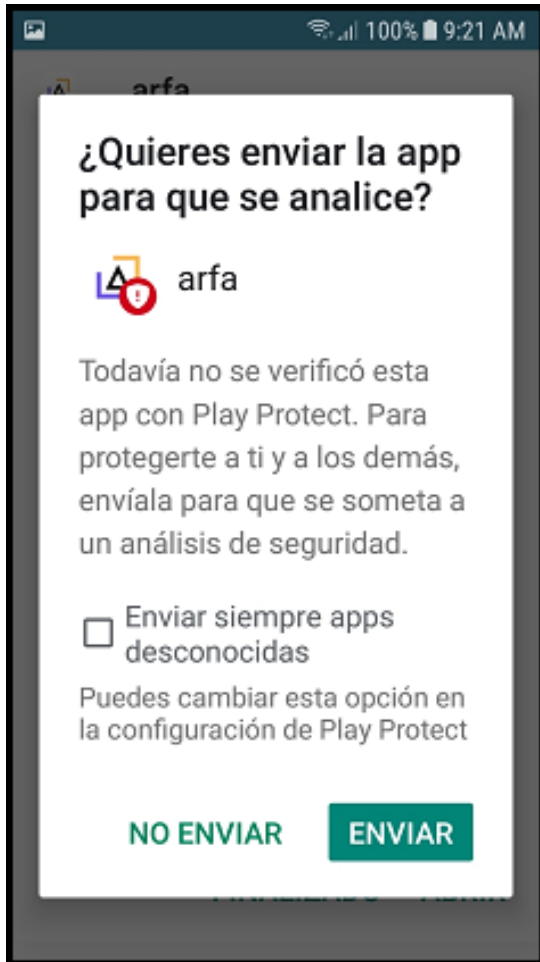 100% 9:21 AM
arfa
¿Quieres enviar la app
para que se analice?
arfa
Todavía no se verificó esta
app con Play Protect. Para
protegerte a ti y a los demás,
envíala para que se someta a
un análisis de seguridad.
Enviar siempre apps
desconocidas
Puedes cambiar esta opción en
la configuración de Play Protect
NO ENVIAR ENVIAR